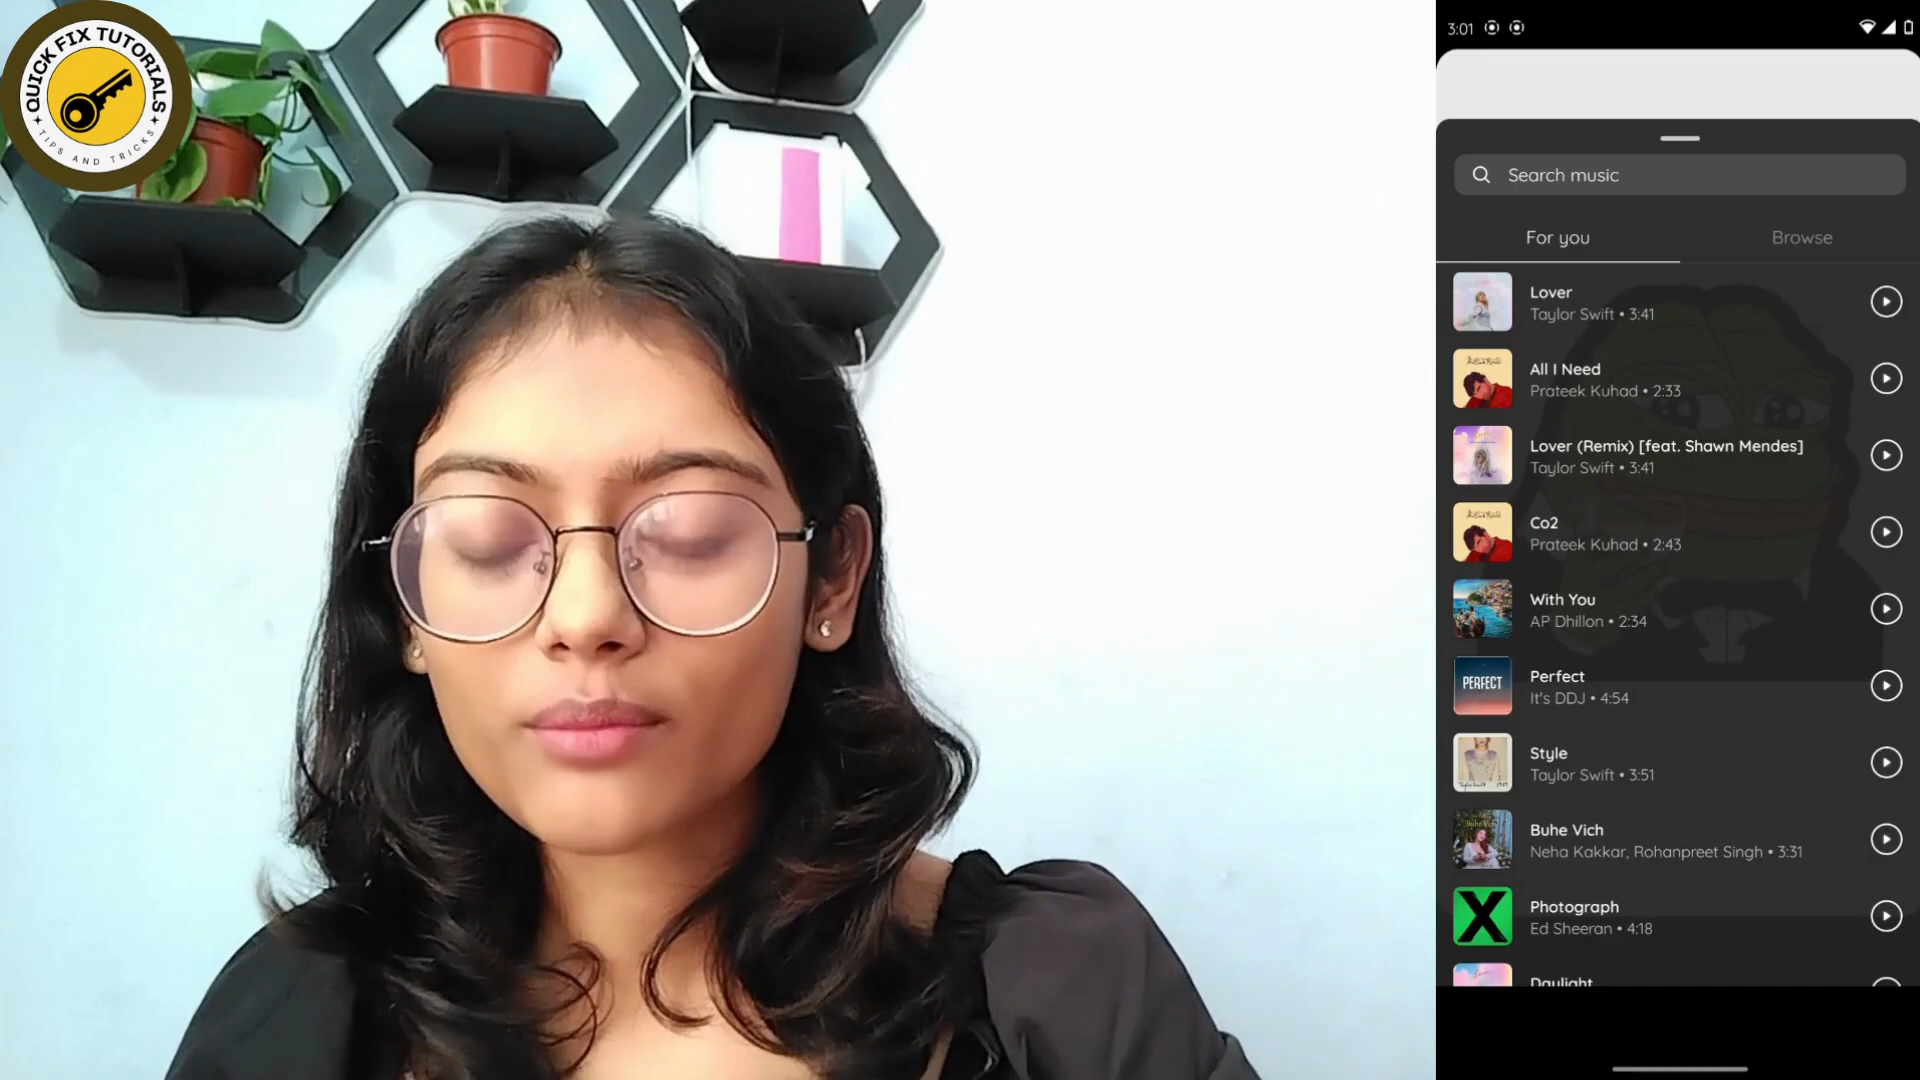 QUICK FIX TUTORIALS
TIPS AND TRICKS
3:01
Search music
For you
Browse
Lover
Taylor Swift • 3:41
All I Need
Prateek Kuhad • 2:33
Lover (Remix) [feat. Shawn Mendes]
Taylor Swift • 3:41
Co2
Prateek Kuhad • 2:43
With You
AP Dhillon • 2:34
PERFECT
Perfect
It's DDJ • 4:54
Style
Taylor Swift • 3:51
Buhe Vich
Neha Kakkar, Rohanpreet Singh • 3:31
X
Photograph
Ed Sheeran • 4:18
Daylight